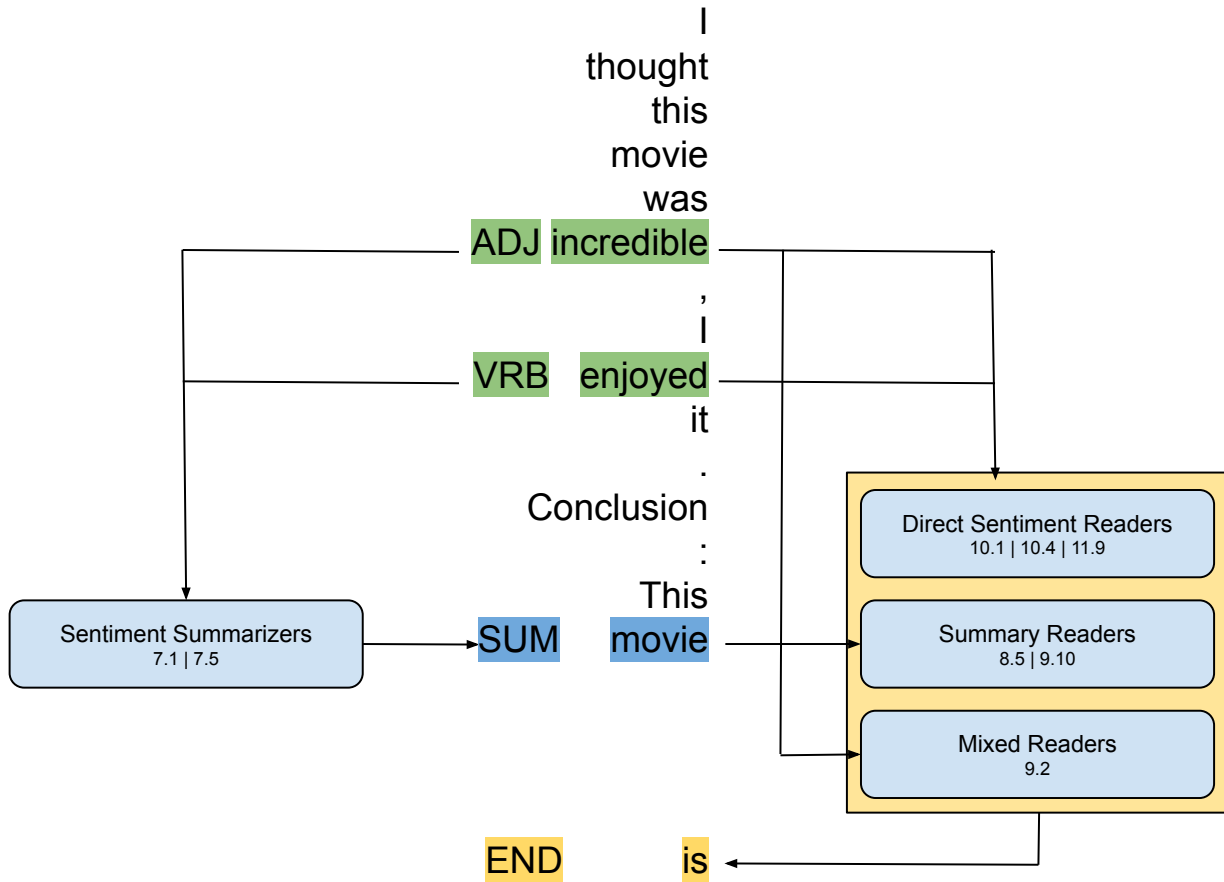 I
thought
this
movie
was
ADJ incredible
,
I
VRB enjoyed
it
.
Conclusion
:
This
SUM movie
END is
Sentiment Summarizers
7.1 | 7.5
Direct Sentiment Readers
10.1 | 10.4 | 11.9
Summary Readers
8.5 | 9.10
Mixed Readers
9.2